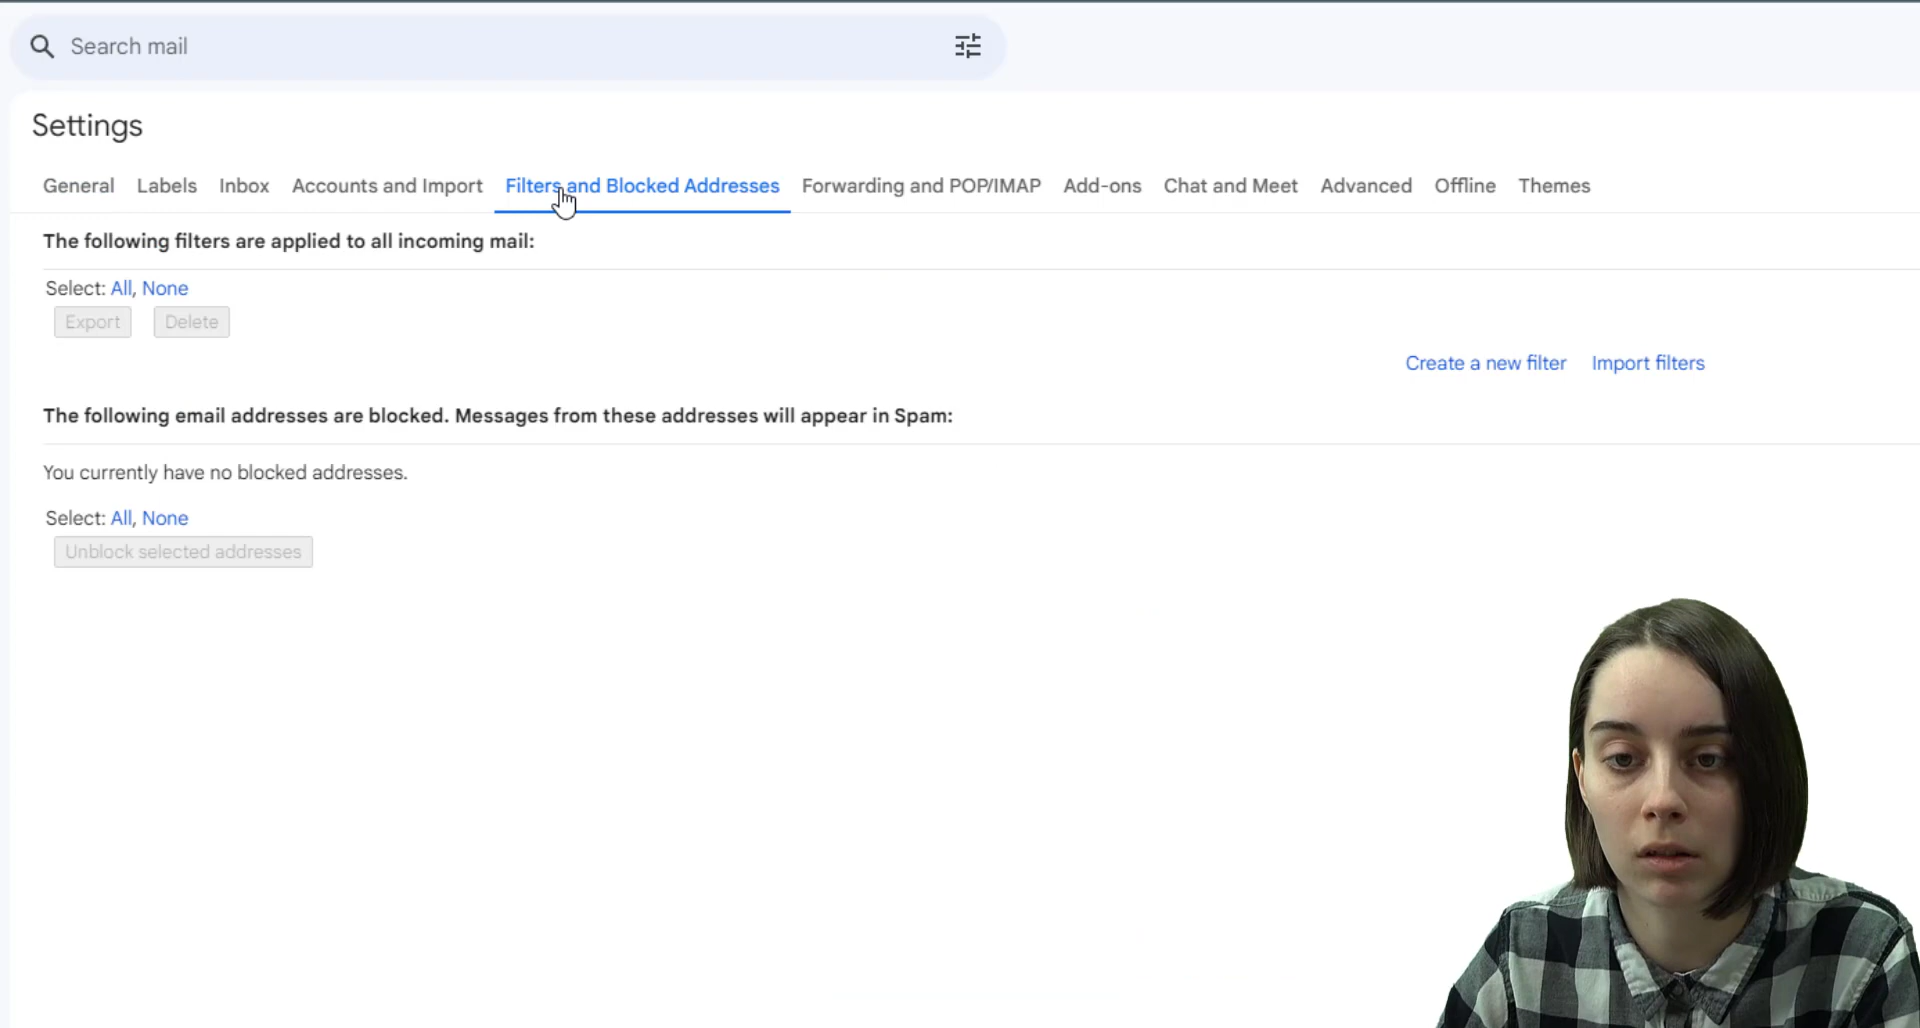 Search mail
Settings
General Labels Inbox Accounts and Import Filters and Blocked Addresses Forwarding and POP/IMAP Add-ons Chat and Meet Advanced Offline Themes
The following filters are applied to all incoming mail:
Select: All, None
Export Delete
Create a new filter Import filters
The following email addresses are blocked. Messages from these addresses will appear in Spam:
You currently have no blocked addresses.
Select: All, None
Unblock selected addresses